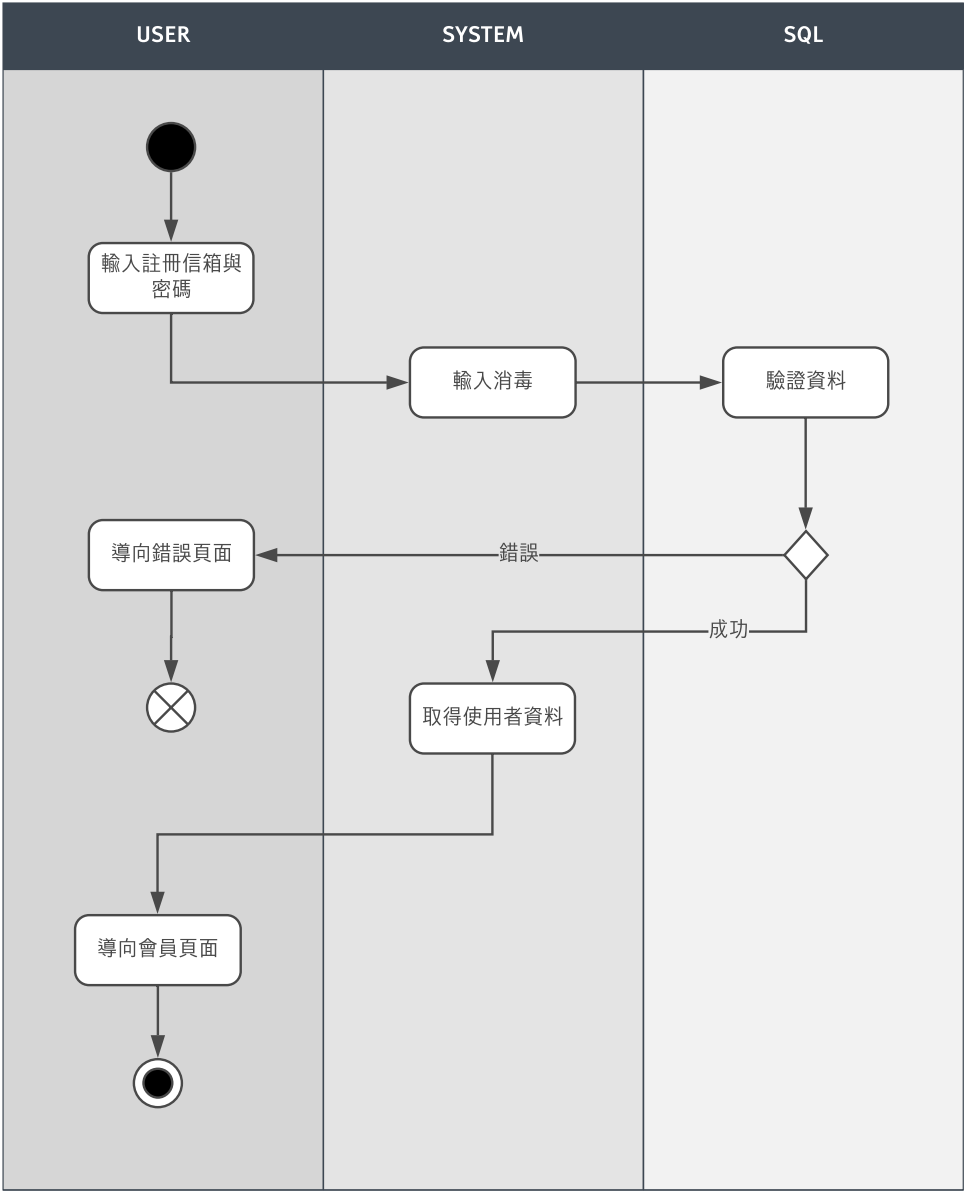 USER
SYSTEM
SQL
輸入註冊信箱與
密碼
輸入消毒
驗證資料
導向錯誤頁面
錯誤
成功
取得使用者資料
導向會員頁面